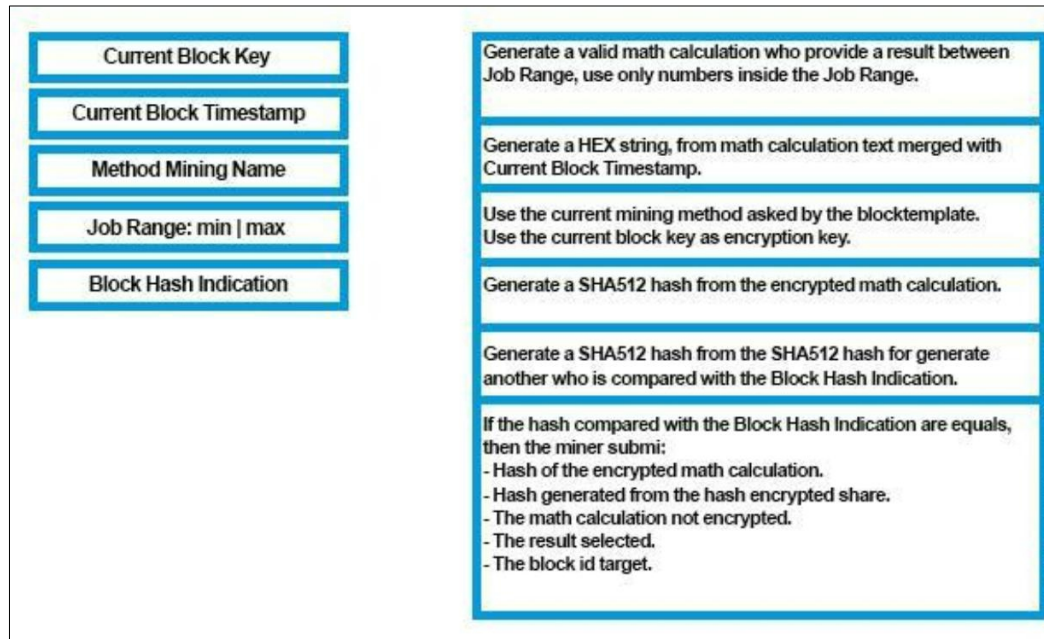 Current Block Key
Current Block Timestamp
Method Mining Name
Job Range: min | max
Block Hash Indication
Generate a valid math calculation who provide a result between
Job Range, use only numbers inside the Job Range.
Generate a HEX string, from math calculation text merged with
Current Block Timestamp.
Use the current mining method asked by the blocktemplate.
Use the current block key as encryption key.
Generate a SHA512 hash from the encrypted math calculation.
Generate a SHA512 hash from the SHA512 hash for generate
another who is compared with the Block Hash Indication.
If the hash compared with the Block Hash Indication are equals,
then the miner submi:
- Hash of the encrypted math calculation.
- Hash generated from the hash encrypted share.
- The math calculation not encrypted.
- The result selected.
- The block id target.